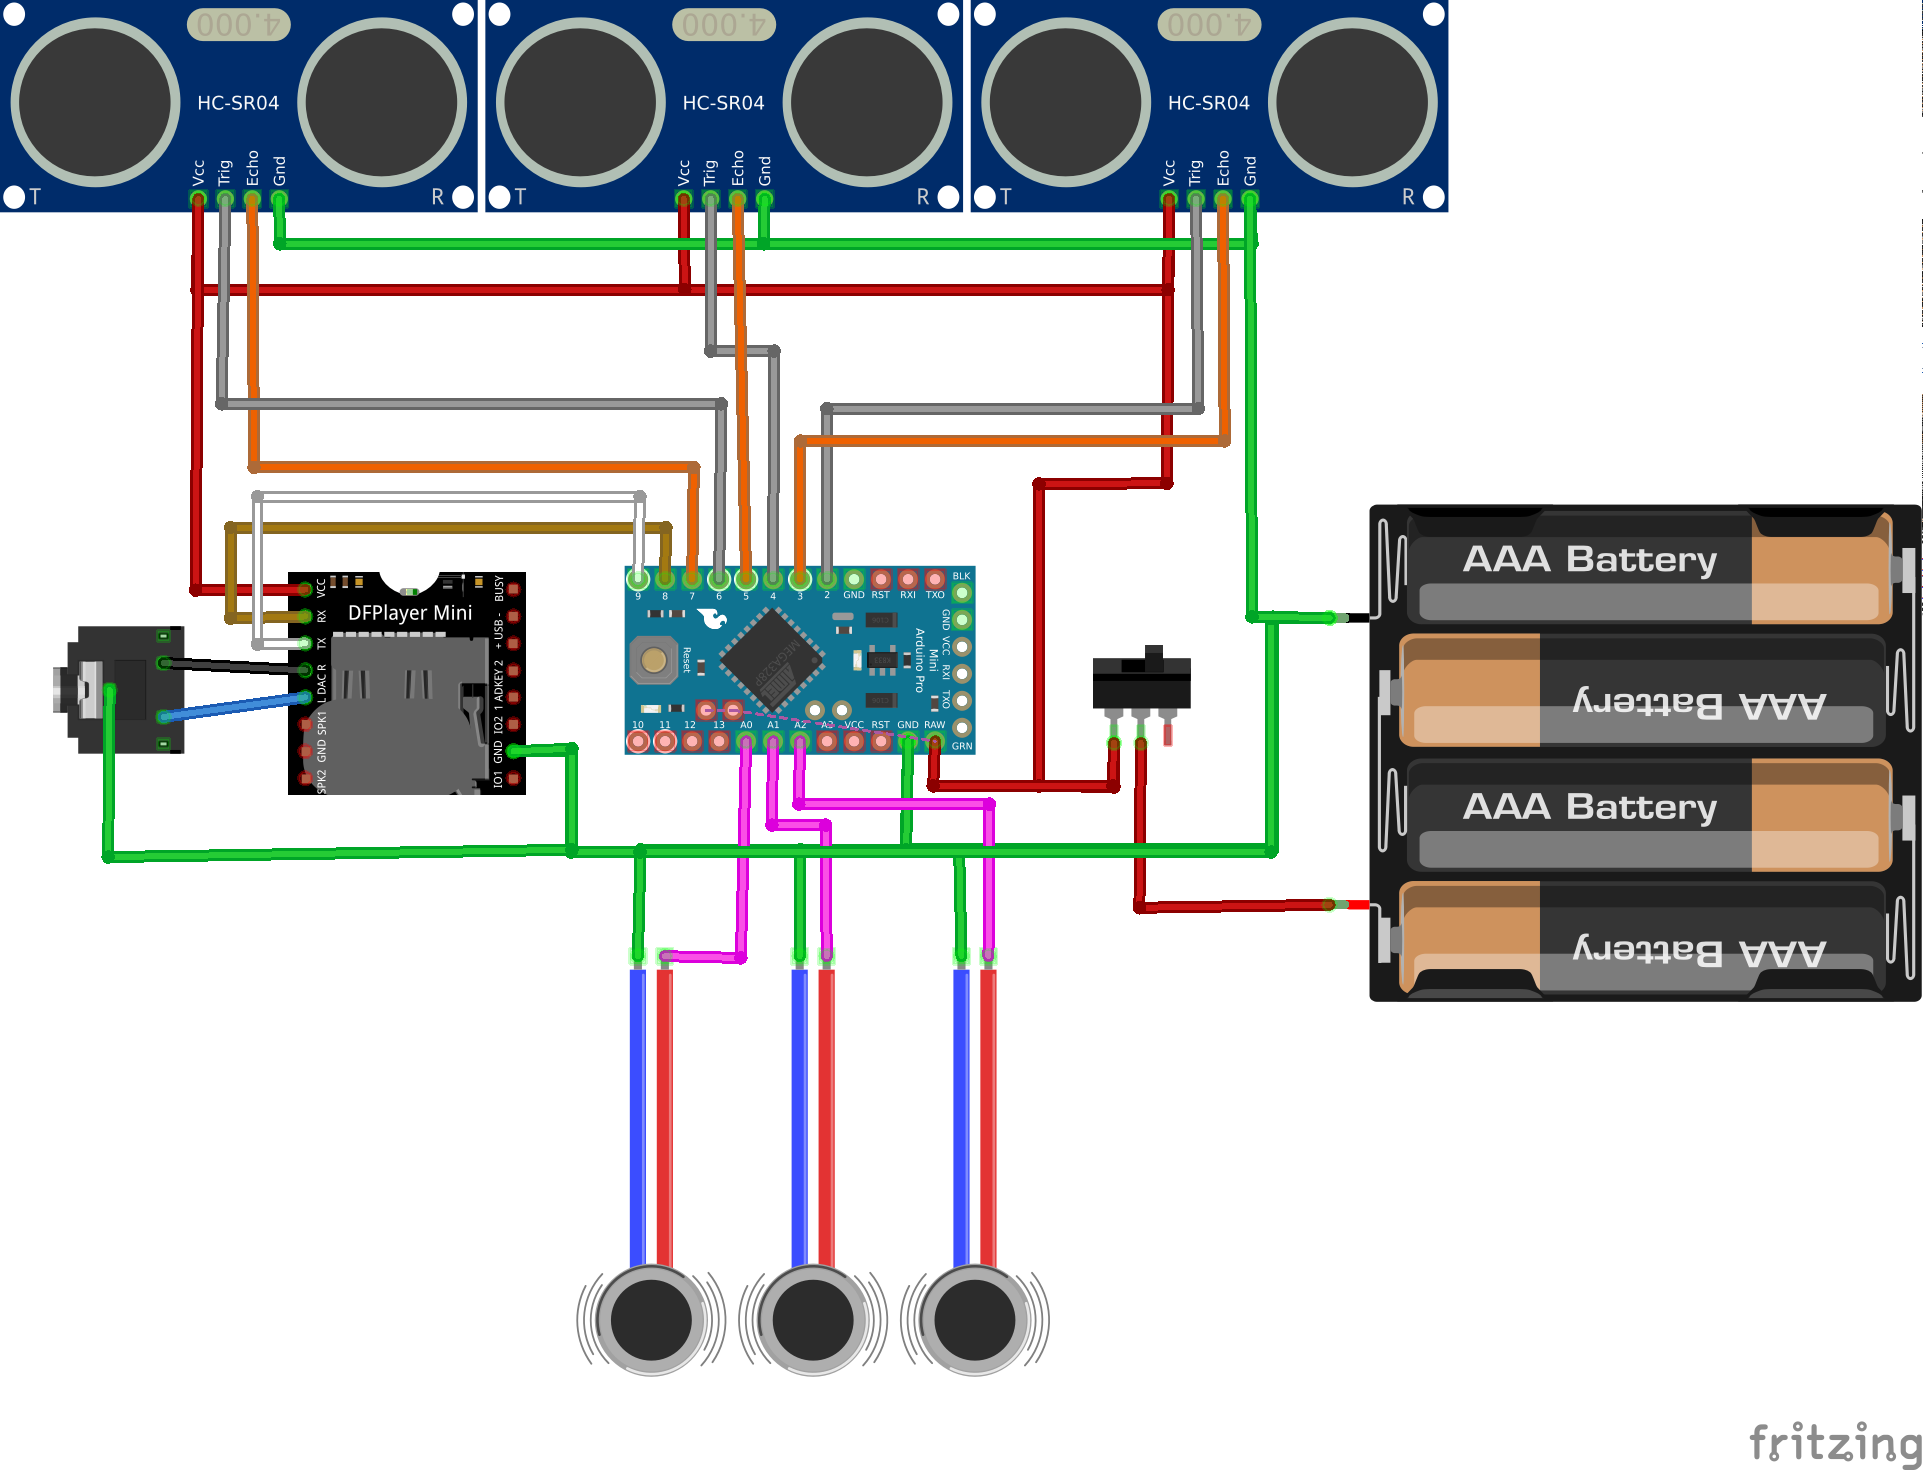 4.000
4.000
4.000
HC-SR04
HC-SR04
HC-SR04
Vcc
Trig
Echo
Gnd
Vcc
Trig
Echo
Gnd
Vcc
Trig
Echo
Gnd
T
R
T
R
T
R
DFPlayer Mini
VCC
RX
TX
DAC R
L
SPK1
GND
SPK2
BUSY
USB -
+
ADKEY 2
1
IO2
GND
IO1
9
8
7
6
5
4
3
2
GND
RST
RXI
TXO
BLK
GND
VCC
RXI
TXO
GRN
Reset
MEGA328P
Arduino Pro
Mini
10
11
12
13
A0
A1
A2
A3
VCC
RST
GND
RAW
AAA Battery
AAA Battery
AAA Battery
AAA Battery
fritzing